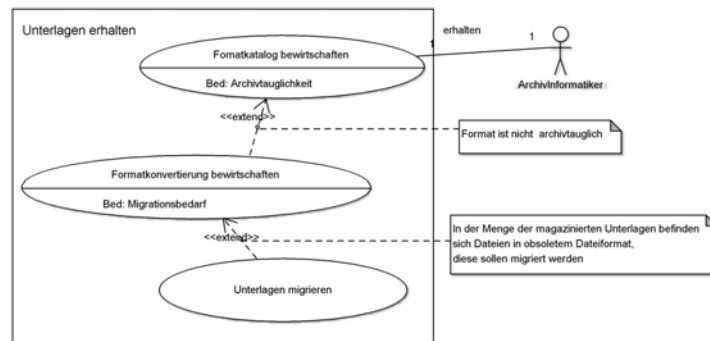 Unterlagen erhalten
Fomatkatalog bewirtschaften
Bed: Archivtauglichkeit
erhalten
1
1
ArchivInformatiker
<<extend>>
Format ist nicht archivtauglich
Formatkonvertierung bewirtschaften
Bed: Migrationsbedarf
<<extend>>
In der Menge der magazinierten Unterlagen befinden
sich Dateien in obsoletem Dateiformat,
diese sollen migriert werden
Unterlagen migrieren